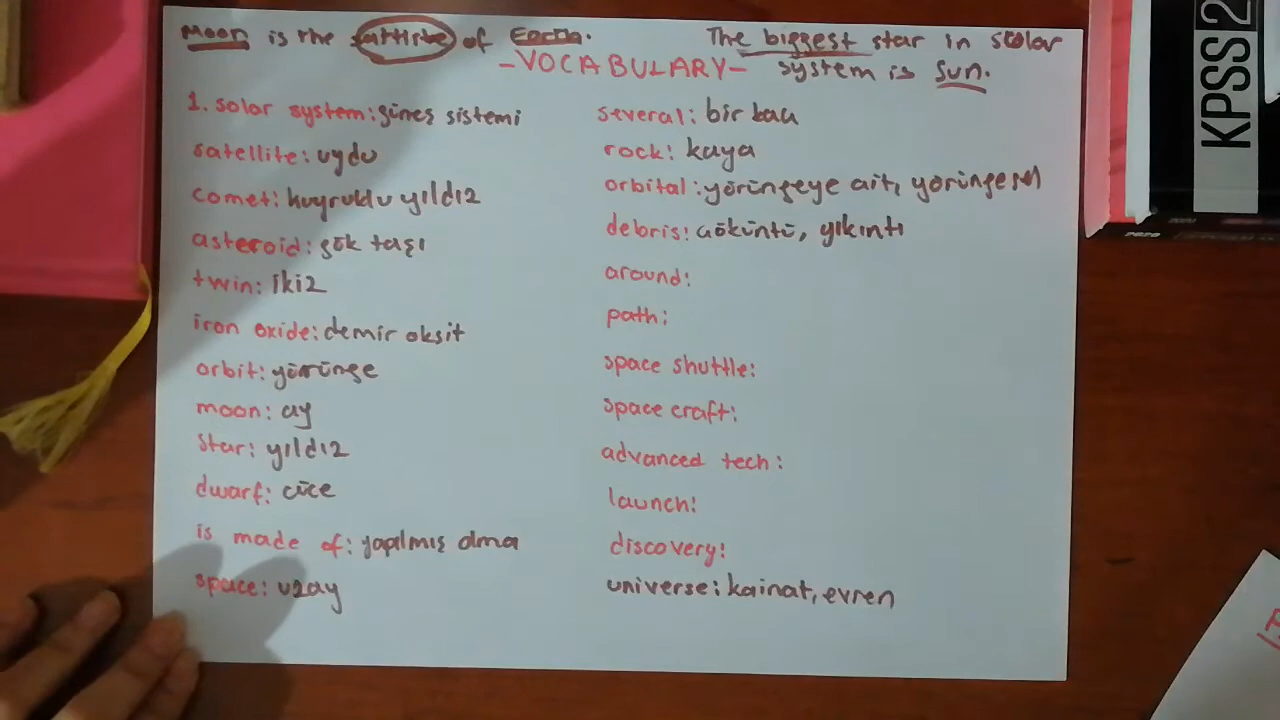 Moon is the sattlite of Earth.
The biggest star in solar
system is Sun.
-VOCABULARY-
1. solar system: güneş sistemi
satellite: uydu
comet: kuyruklu yıldız
asteroid: gök taşı
twin: ikiz
iron oxide: demir oksit
orbit: yörünge
moon: ay
star: yıldız
dwarf: cüce
is made of: yapılmış olma
space: uzay
several: bir kaç
rock: kaya
orbital: yörüngeye ait, yörüngesel
debris: çöküntü, yıkıntı
around:
path:
space shuttle:
space craft:
advanced tech:
launch:
discovery:
universe: kainat, evren
KPSS2